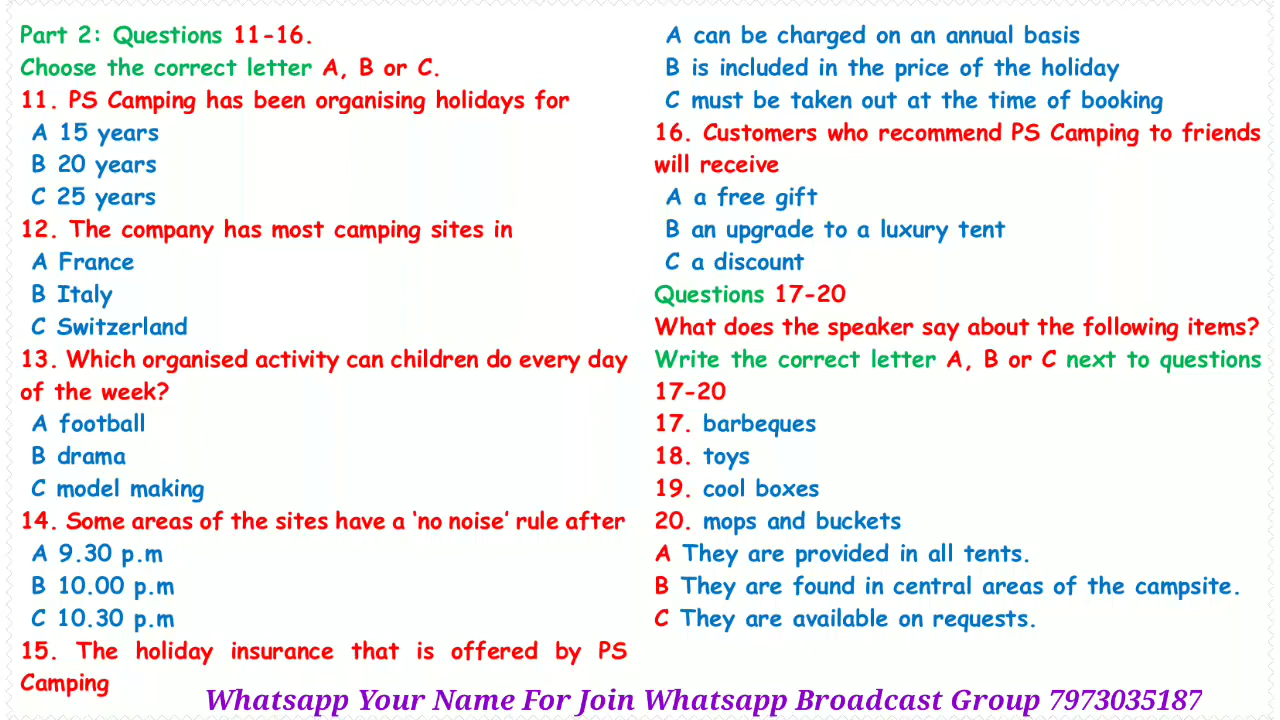 Part 2: Questions 11-16.
Choose the correct letter A, B or C.
11. PS Camping has been organising holidays for
A 15 years
B 20 years
C 25 years
12. The company has most camping sites in
A France
B Italy
C Switzerland
13. Which organised activity can children do every day
of the week?
A football
B drama
C model making
14. Some areas of the sites have a ‘no noise’ rule after
A 9.30 p.m
B 10.00 p.m
C 10.30 p.m
15. The holiday insurance that is offered by PS
Camping
A can be charged on an annual basis
B is included in the price of the holiday
C must be taken out at the time of booking
16. Customers who recommend PS Camping to friends
will receive
A a free gift
B an upgrade to a luxury tent
C a discount
Questions 17-20
What does the speaker say about the following items?
Write the correct letter A, B or C next to questions
17-20
17. barbeques
18. toys
19. cool boxes
20. mops and buckets
A They are provided in all tents.
B They are found in central areas of the campsite.
C They are available on requests.
Whatsapp Your Name For Join Whatsapp Broadcast Group 7973035187